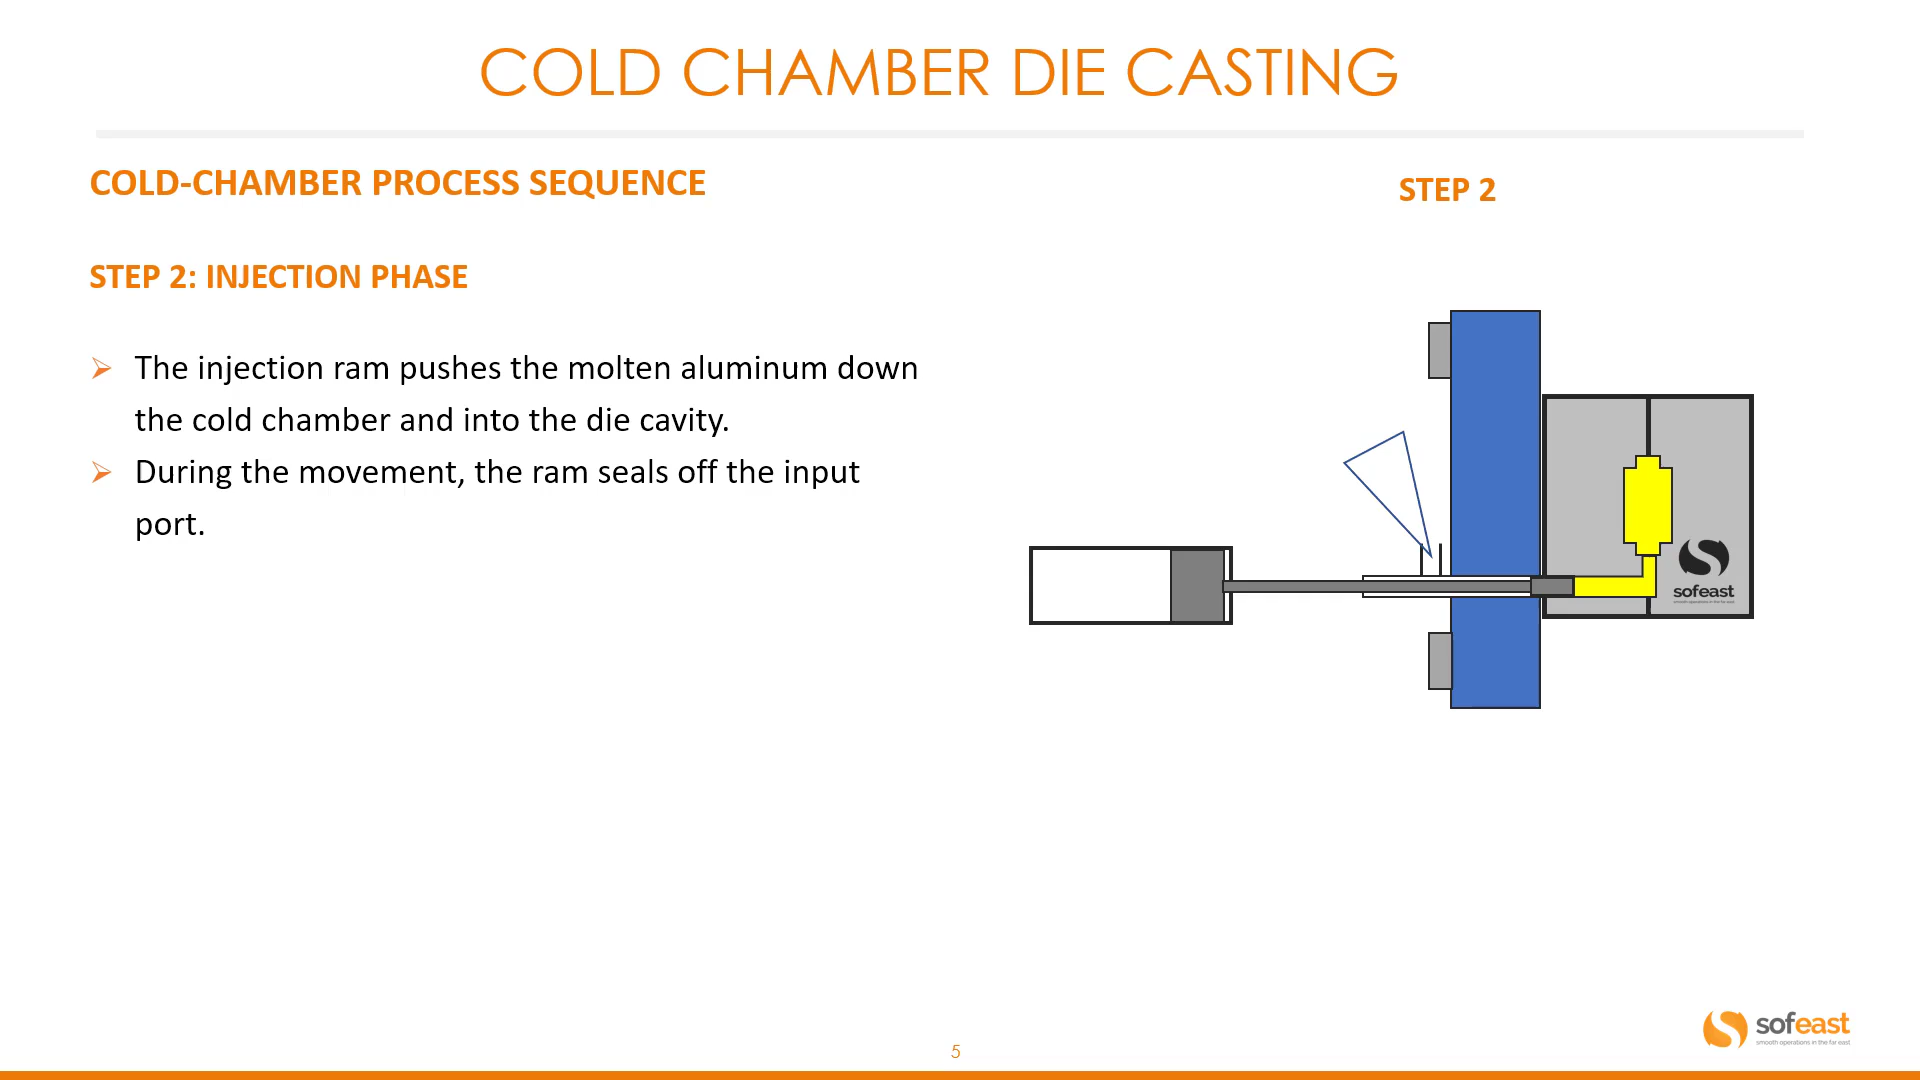 COLD CHAMBER DIE CASTING
COLD-CHAMBER PROCESS SEQUENCE
STEP 2
STEP 2: INJECTION PHASE
The injection ram pushes the molten aluminum down
the cold chamber and into the die cavity.
During the movement, the ram seals off the input
port.
sofeast
smooth operations in the far east
5
sofeast
smooth operations in the far east